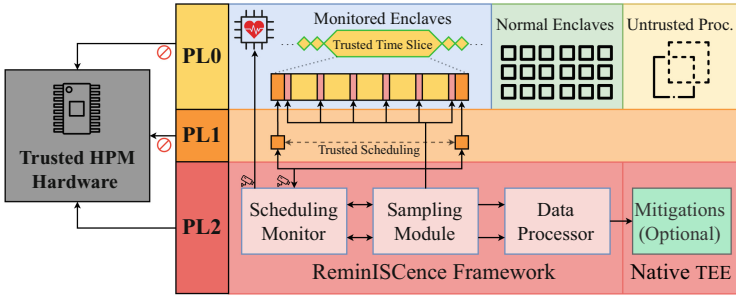 PL0
Monitored Enclaves
Normal Enclaves
Untrusted Proc.
Trusted Time Slice
Trusted HPM
Hardware
PL1
Trusted Scheduling
PL2
Scheduling
Monitor
Sampling
Module
Data
Processor
Mitigations
(Optional)
ReminISCence Framework
Native TEE